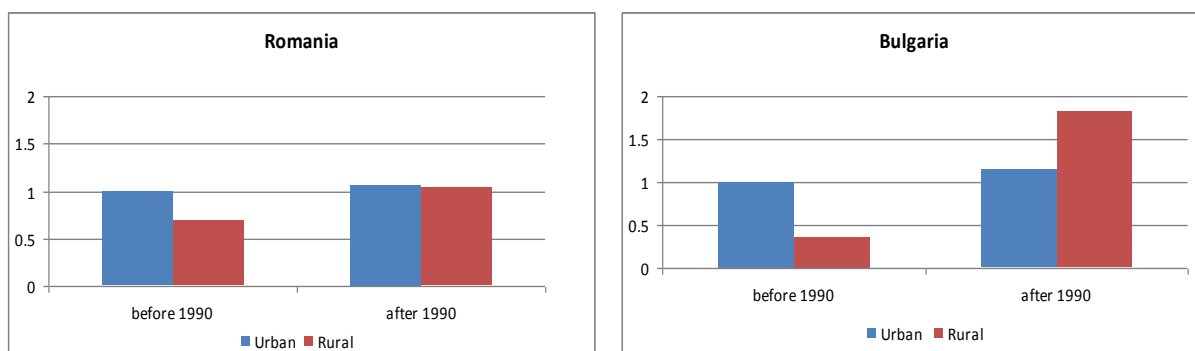 Romania
2
1.5
1
0.5
0
before 1990
after 1990
Urban
Rural
Bulgaria
2
1.5
1
0.5
0
before 1990
after 1990
Urban
Rural